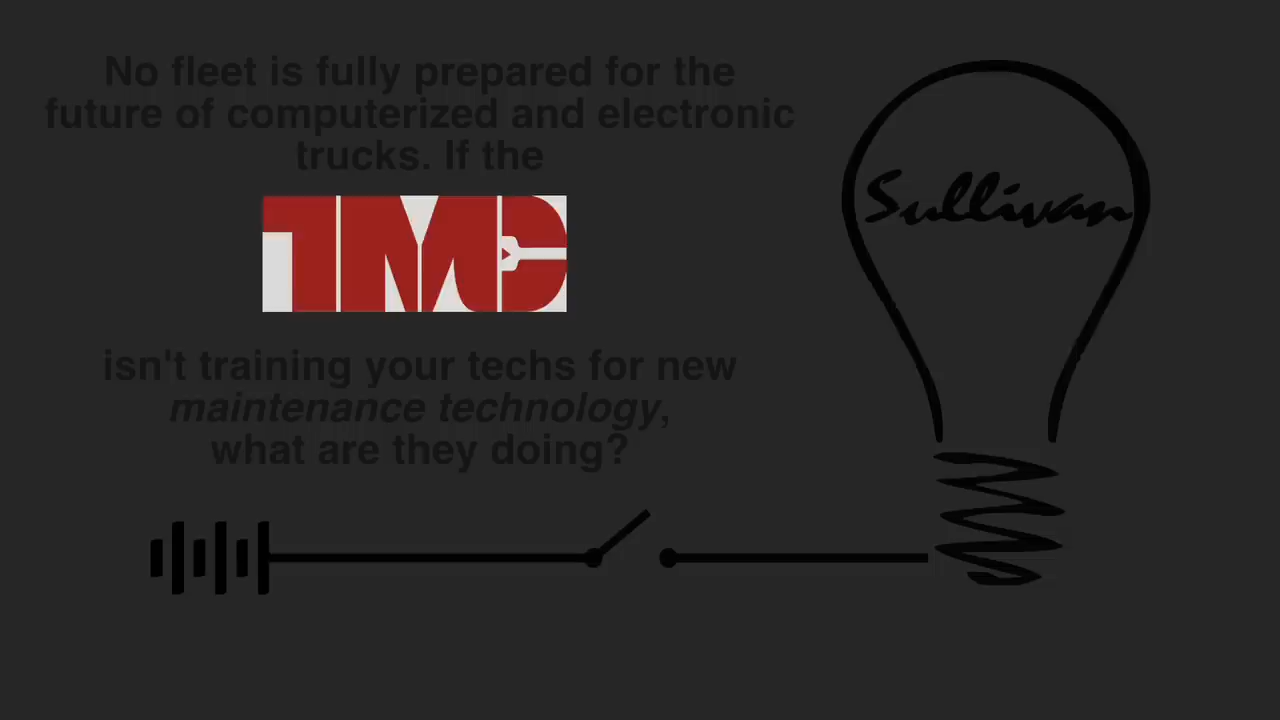 No fleet is fully prepared for the
future of computerized and electronic
trucks. If the
TMC
isn't training your techs for new
maintenance technology,
what are they doing?
Sullivan